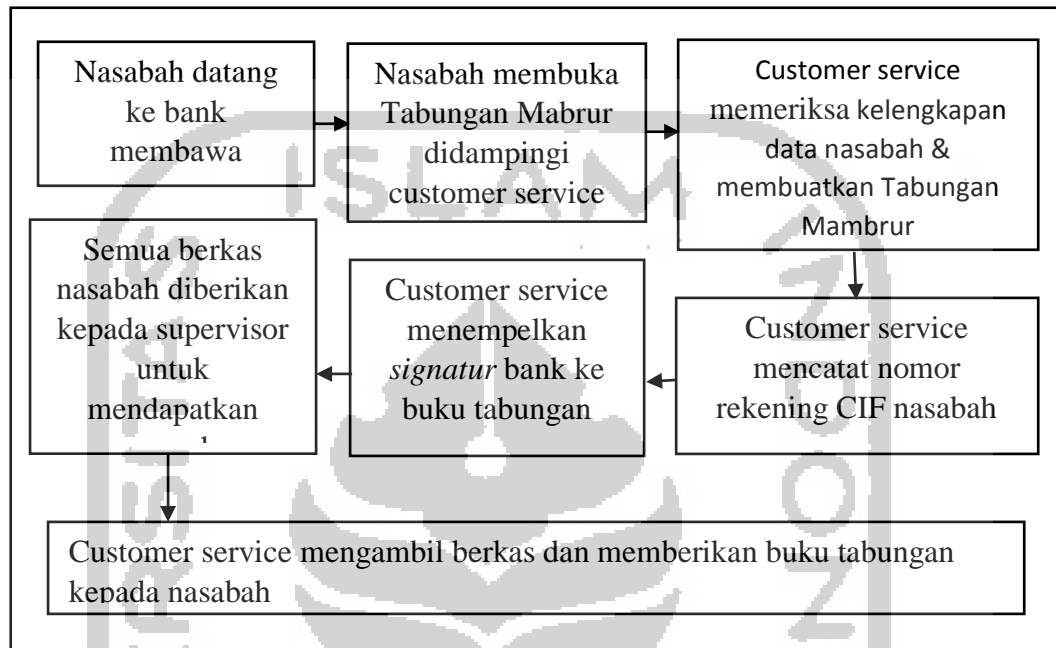 Nasabah datang
ke bank
membawa
Nasabah membuka
Tabungan Mabrur
didampingi
customer service
Customer service
memeriksa kelengkapan
data nasabah &
membuatkan Tabungan
Mambrur
Customer service
mencatat nomor
rekening CIF nasabah
Customer service
menempelkan
signatur bank ke
buku tabungan
Semua berkas
nasabah diberikan
kepada supervisor
untuk
mendapatkan
Customer service mengambil berkas dan memberikan buku tabungan
kepada nasabah
ISLAM